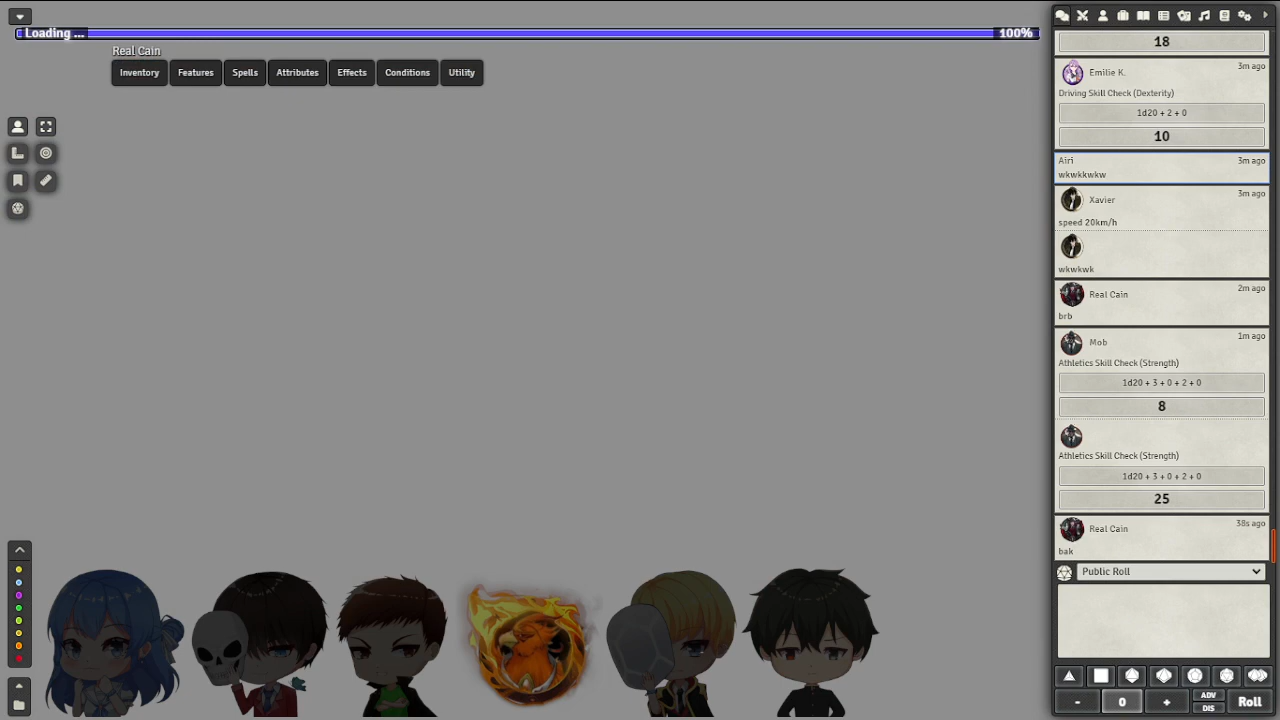 Loading ...
100%
Real Cain
Inventory
Features
Spells
Attributes
Effects
Conditions
Utility
18
Emilie K.
3m ago
Driving Skill Check (Dexterity)
1d20 + 2 + 0
10
Airi
3m ago
wkwkkwkw
Xavier
3m ago
speed 20km/h
wkwkwk
Real Cain
2m ago
brb
Mob
1m ago
Athletics Skill Check (Strength)
1d20 + 3 + 0 + 2 + 0
8
Athletics Skill Check (Strength)
1d20 + 3 + 0 + 2 + 0
25
Real Cain
38s ago
bak
Public Roll
-
0
+
ADV
DIS
Roll